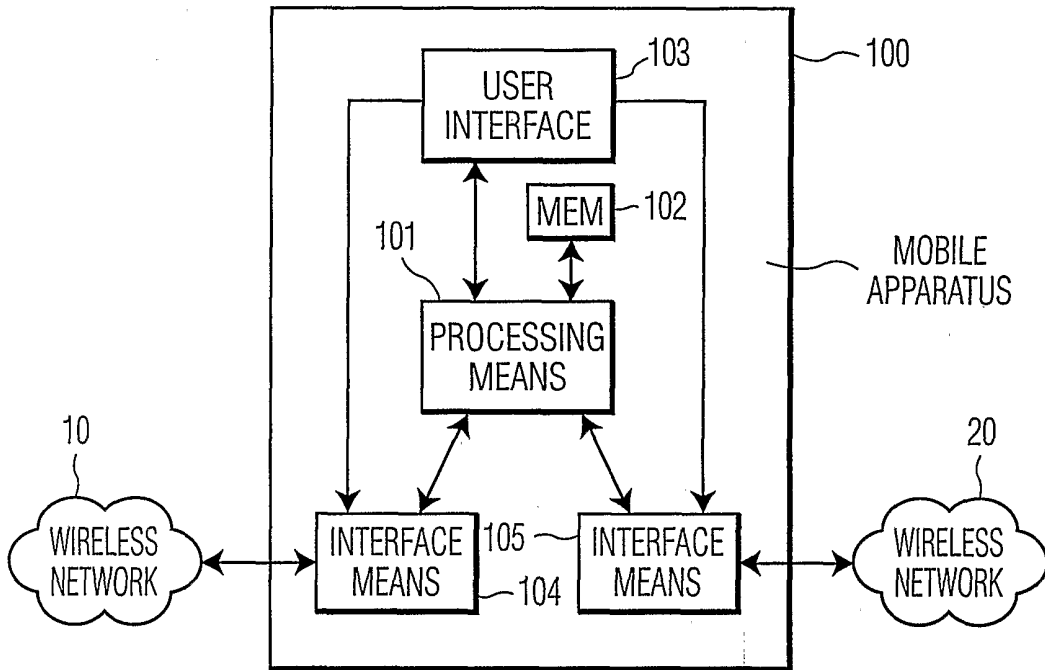 100
103
USER
INTERFACE
MEM
102
101
MOBILE
APPARATUS
PROCESSING
MEANS
10
20
WIRELESS
NETWORK
INTERFACE
MEANS
104
105
INTERFACE
MEANS
WIRELESS
NETWORK